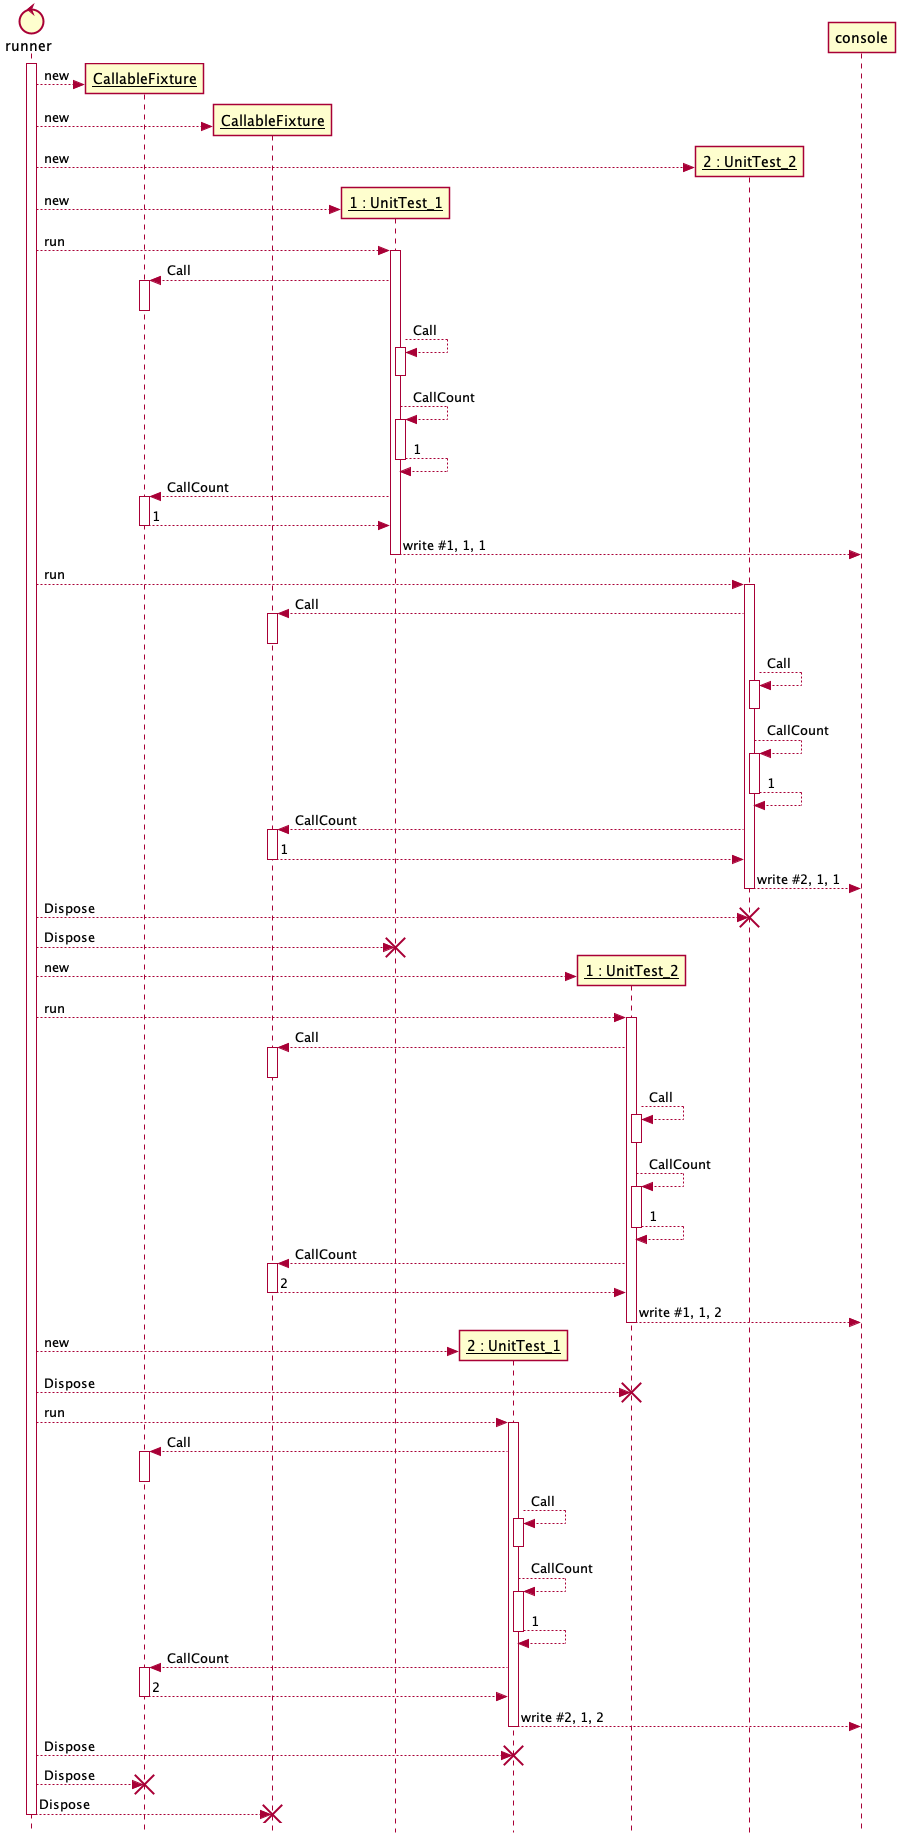 runner
console
new
CallableFixture
new
CallableFixture
new
2 : UnitTest_2
new
1 : UnitTest_1
run
Call
Call
CallCount
1
CallCount
1
write #1, 1, 1
run
Call
Call
CallCount
1
CallCount
1
write #2, 1, 1
Dispose
Dispose
new
1 : UnitTest_2
run
Call
Call
CallCount
1
CallCount
2
write #1, 1, 2
new
2 : UnitTest_1
Dispose
run
Call
Call
CallCount
1
CallCount
2
write #2, 1, 2
Dispose
Dispose
Dispose